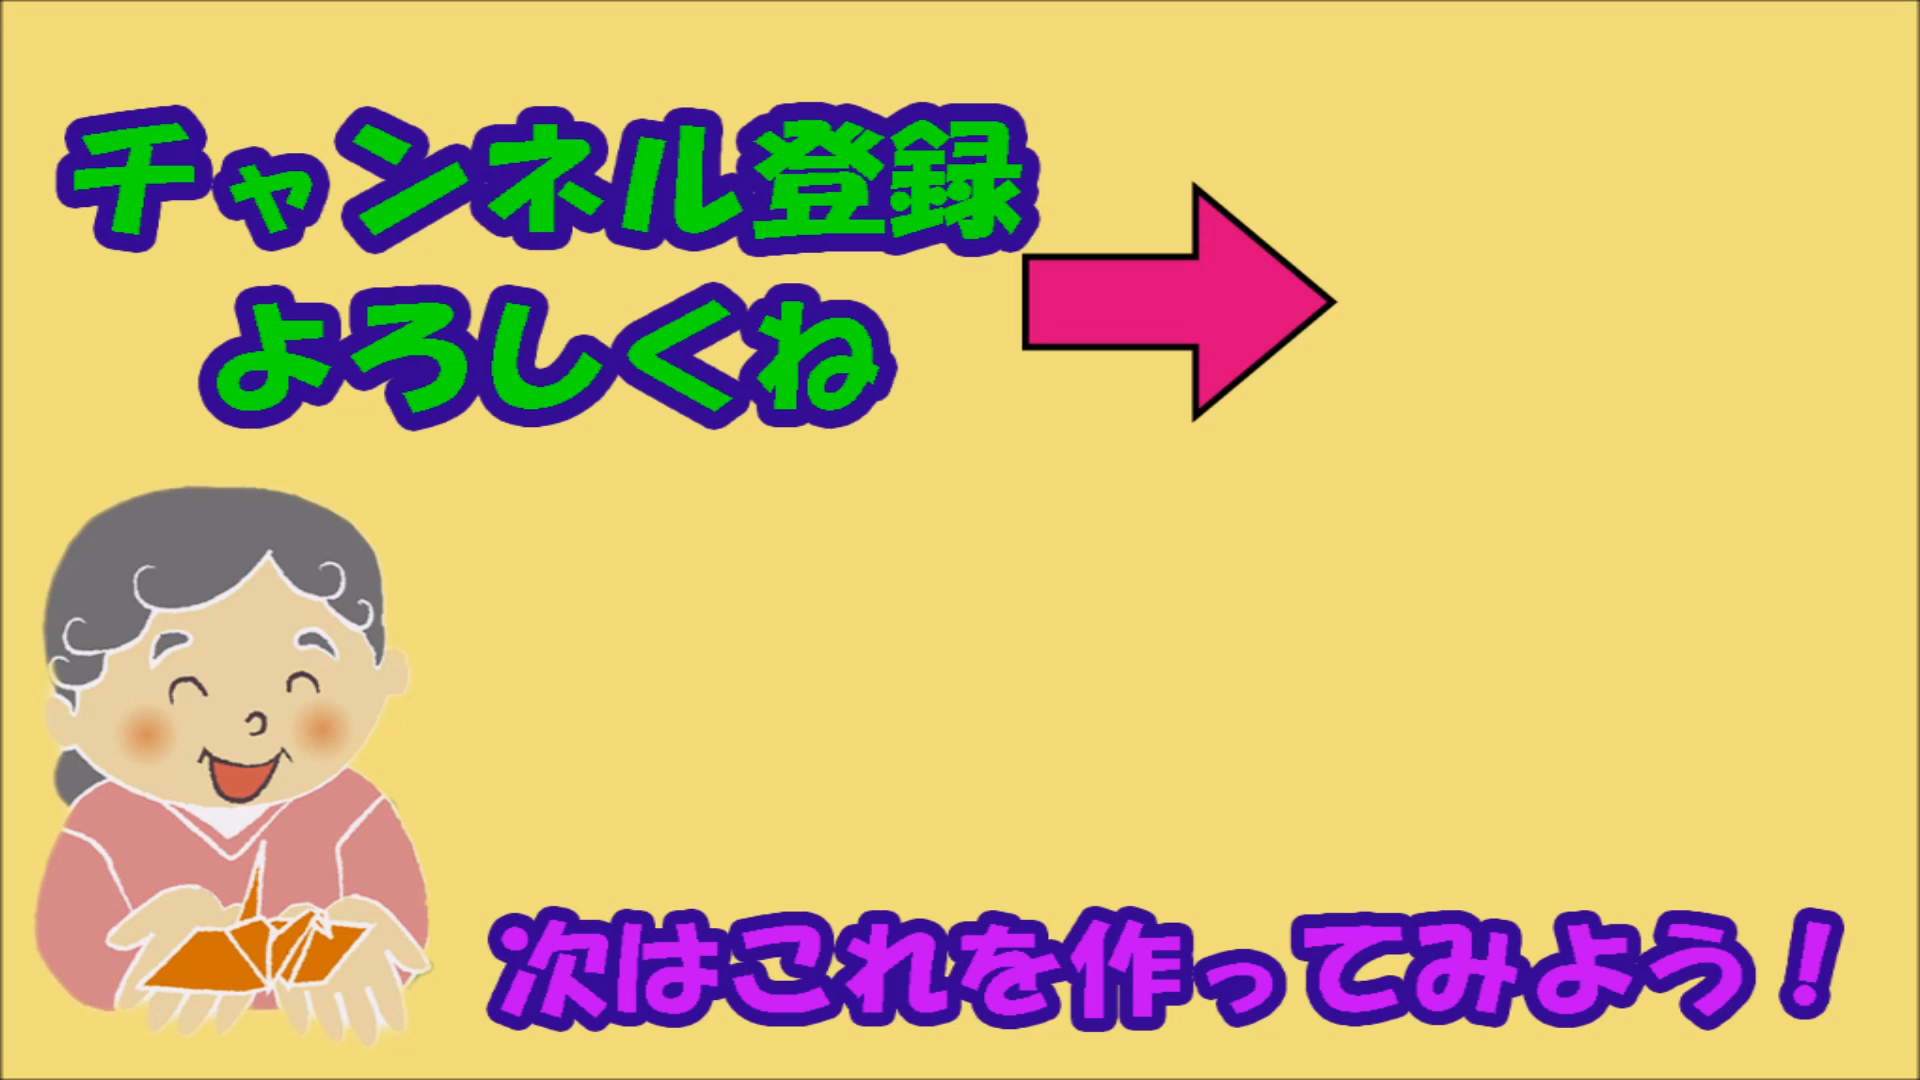 チャンネル登録
よろしくね
次はこれを作ってみよう！